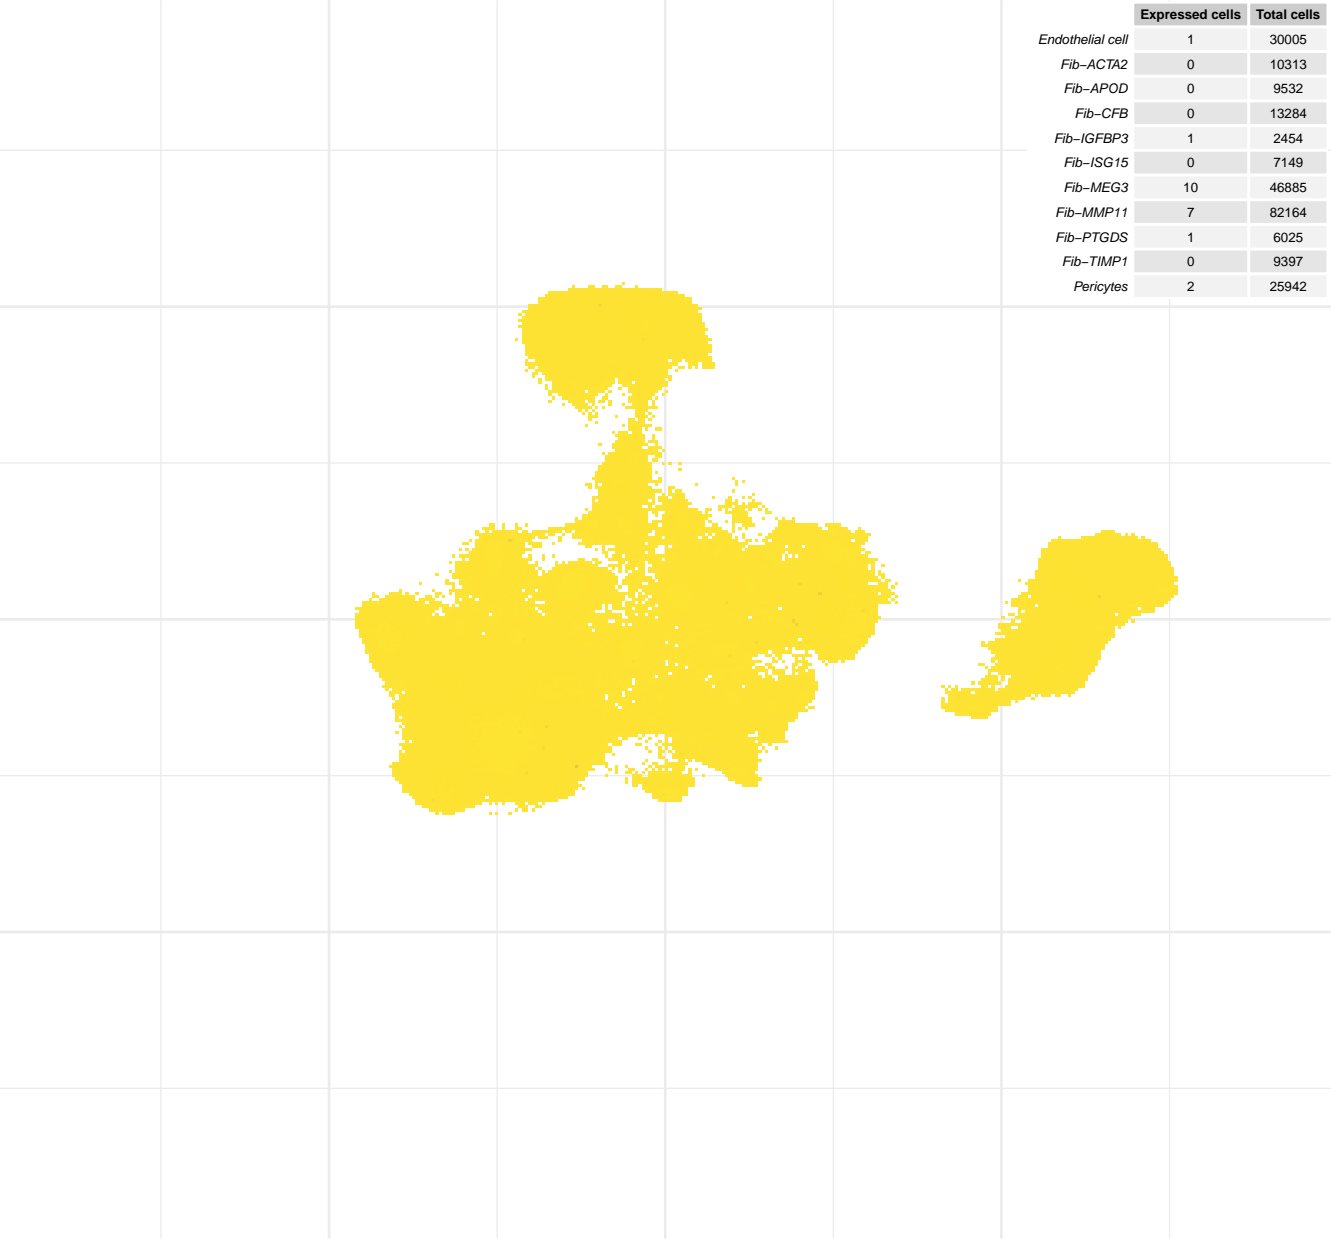 Expressed cells Total cells
Endothelial cell 1 30005
Fib−ACTA2 0 10313
Fib−APOD 0 9532
Fib−CFB 0 13284
Fib−IGFBP3 1 2454
Fib−ISG15 0 7149
Fib−MEG3 10 46885
Fib−MMP11 7 82164
Fib−PTGDS 1 6025
Fib−TIMP1 0 9397
Pericytes 2 25942